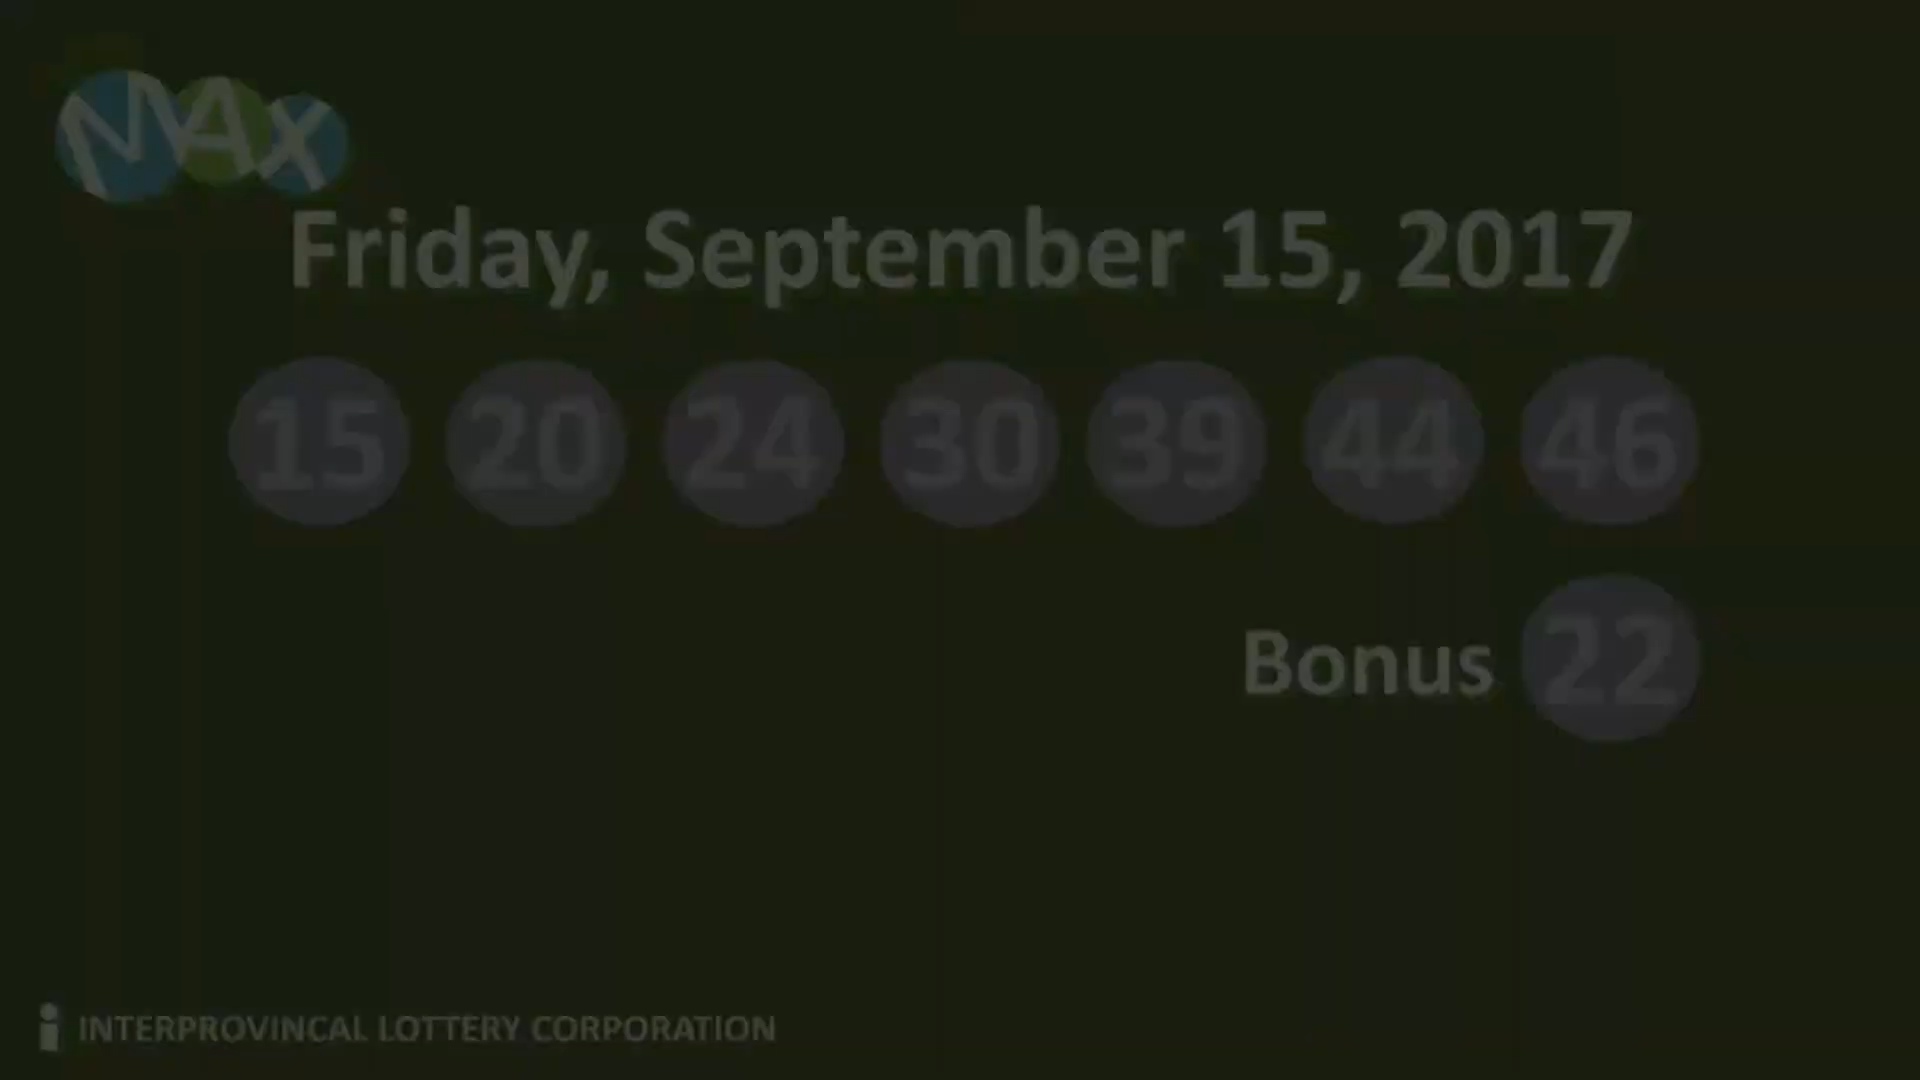 MAX
Friday, September 15, 2017
15 20 24 30 39 44 46
Bonus 22
INTERPROVINCAL LOTTERY CORPORATION